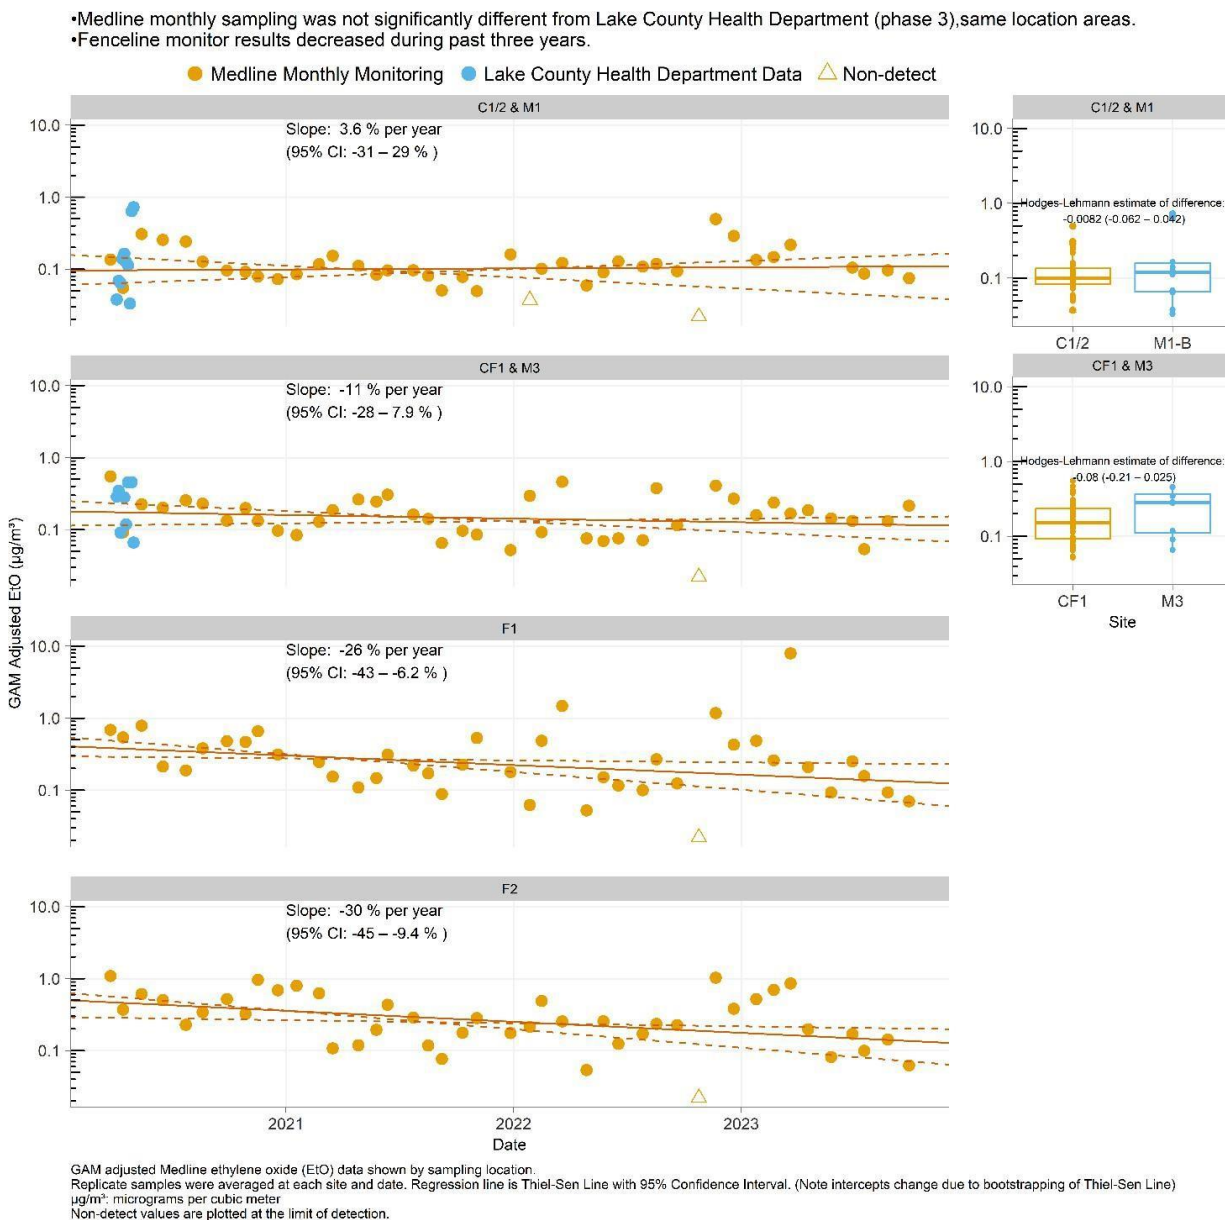 •Medline monthly sampling was not significantly different from Lake County Health Department (phase 3),same location areas.
•Fenceline monitor results decreased during past three years.
Medline Monthly Monitoring Lake County Health Department Data Non-detect
C1/2 & M1
Slope: 3.6 % per year
(95% CI: -31 – 29 % )
10.0
1.0
0.1
C1/2 & M1
10.0
1.0
0.1
Hodges-Lehmann estimate of difference:
-0.0082 (-0.062 – 0.042)
C1/2 M1-B
CF1 & M3
Slope: -11 % per year
(95% CI: -28 – 7.9 % )
10.0
1.0
0.1
CF1 & M3
10.0
1.0
0.1
Hodges-Lehmann estimate of difference:
-0.08 (-0.21 – 0.025)
CF1 M3
Site
GAM Adjusted EtO (µg/m³)
F1
Slope: -26 % per year
(95% CI: -43 – -6.2 % )
10.0
1.0
0.1
F2
Slope: -30 % per year
(95% CI: -45 – -9.4 % )
10.0
1.0
0.1
2021 2022 2023
Date
GAM adjusted Medline ethylene oxide (EtO) data shown by sampling location.
Replicate samples were averaged at each site and date. Regression line is Thiel-Sen Line with 95% Confidence Interval. (Note intercepts change due to bootstrapping of Thiel-Sen Line)
µg/m³: micrograms per cubic meter
Non-detect values are plotted at the limit of detection.